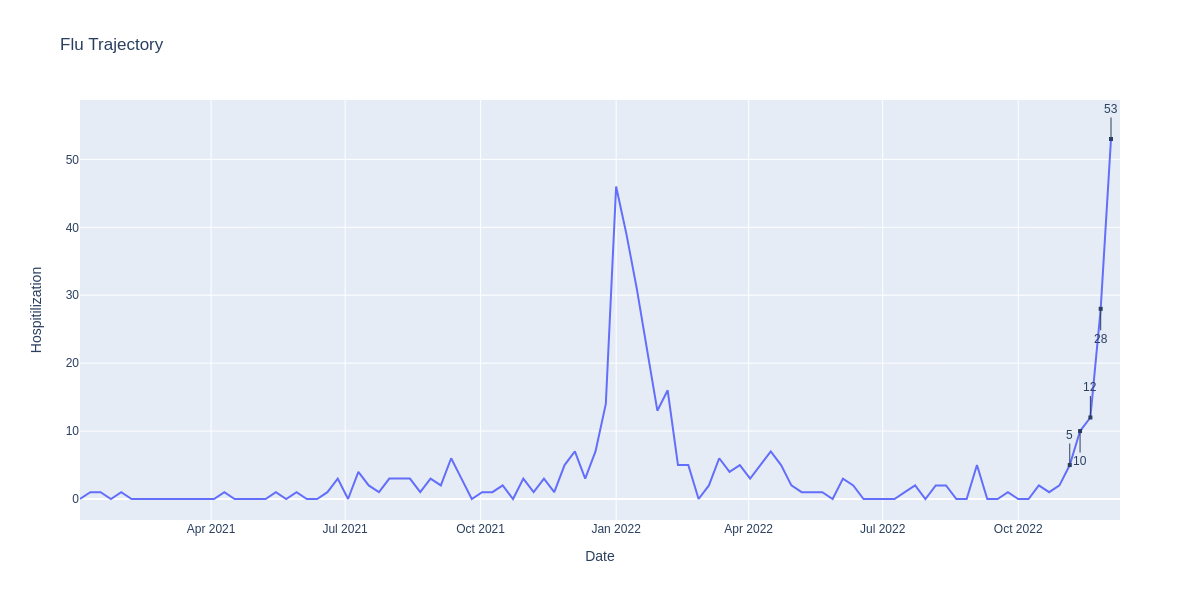 Flu Trajectory
53
50
40
30
28
20
12
10
5
10
0
Hospitilization
Apr 2021
Jul 2021
Oct 2021
Jan 2022
Apr 2022
Jul 2022
Oct 2022
Date